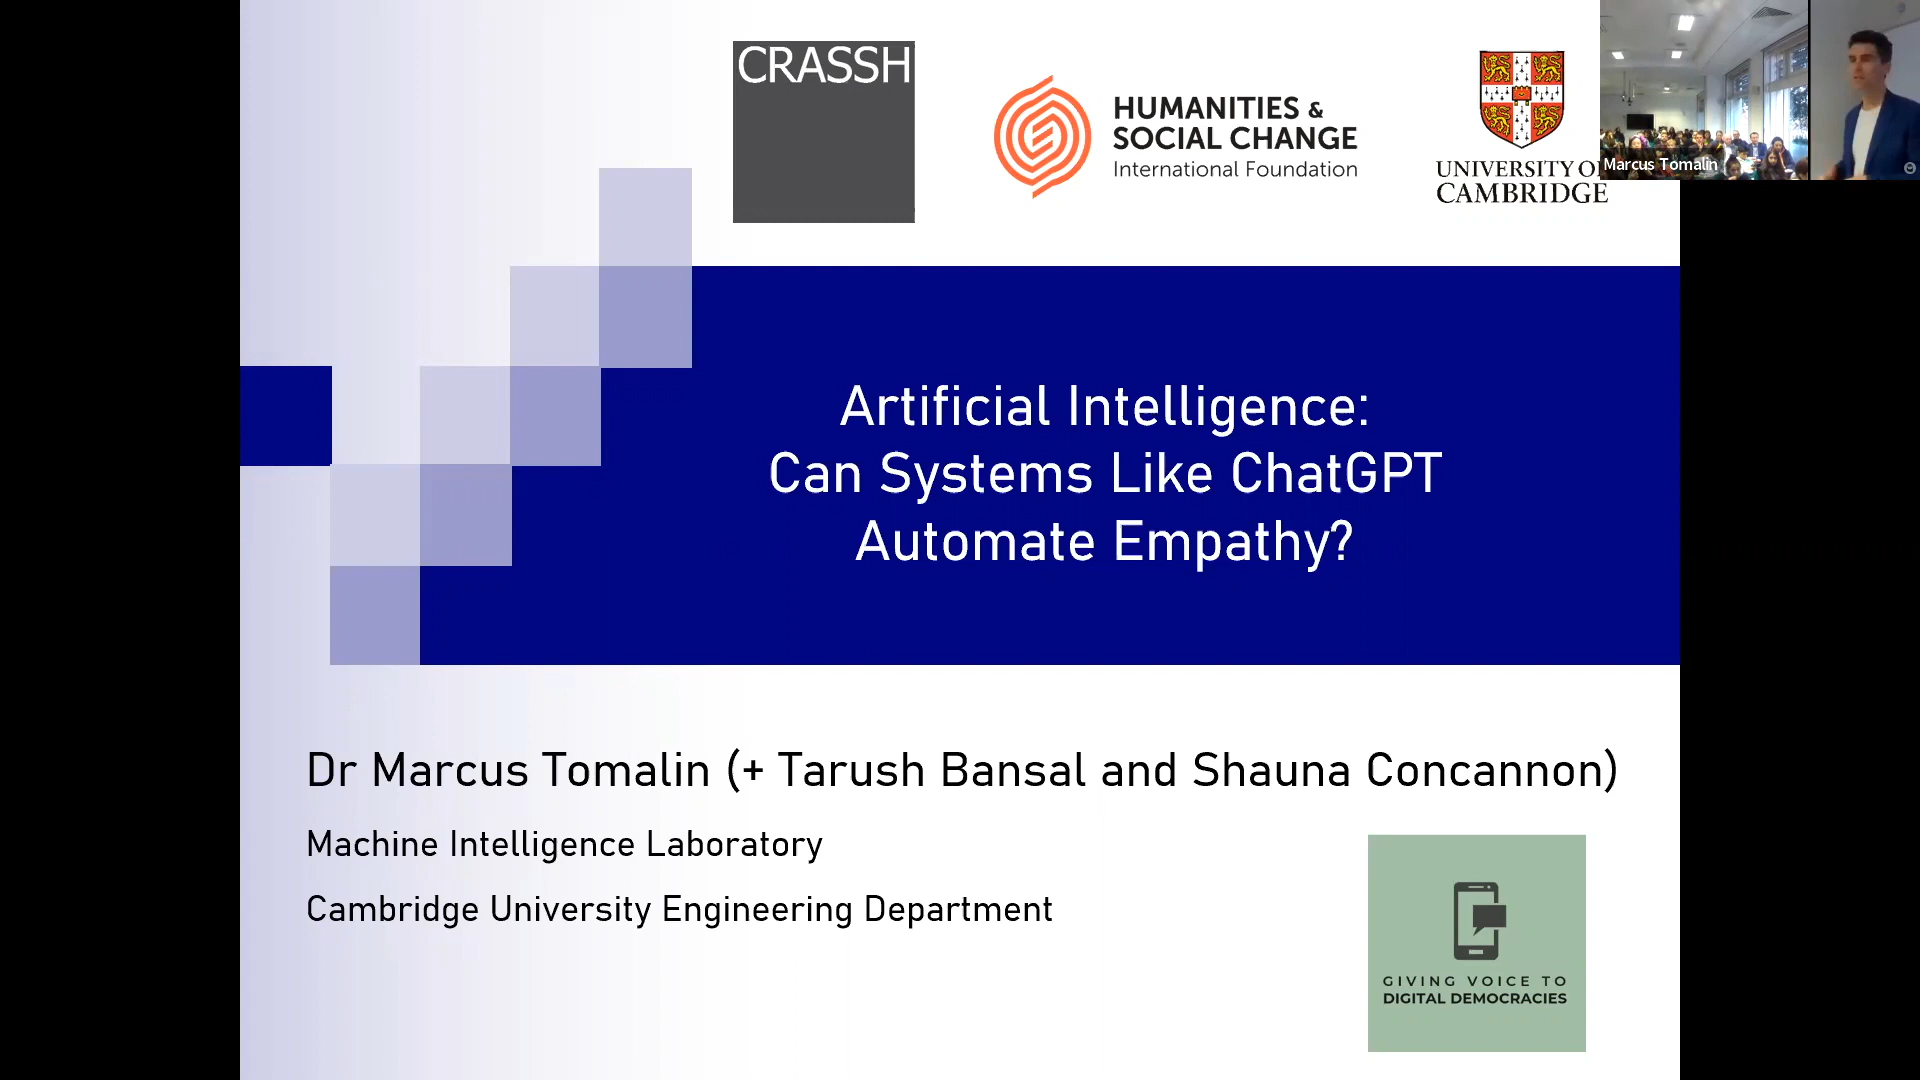 CRASSH
HUMANITIES &
SOCIAL CHANGE
International Foundation
UNIVERSITY O
CAMBRIDGE
Marcus Tomalin
Artificial Intelligence:
Can Systems Like ChatGPT
Automate Empathy?
Dr Marcus Tomalin (+ Tarush Bansal and Shauna Concannon)
Machine Intelligence Laboratory
Cambridge University Engineering Department
GIVING VOICE TO
DIGITAL DEMOCRACIES